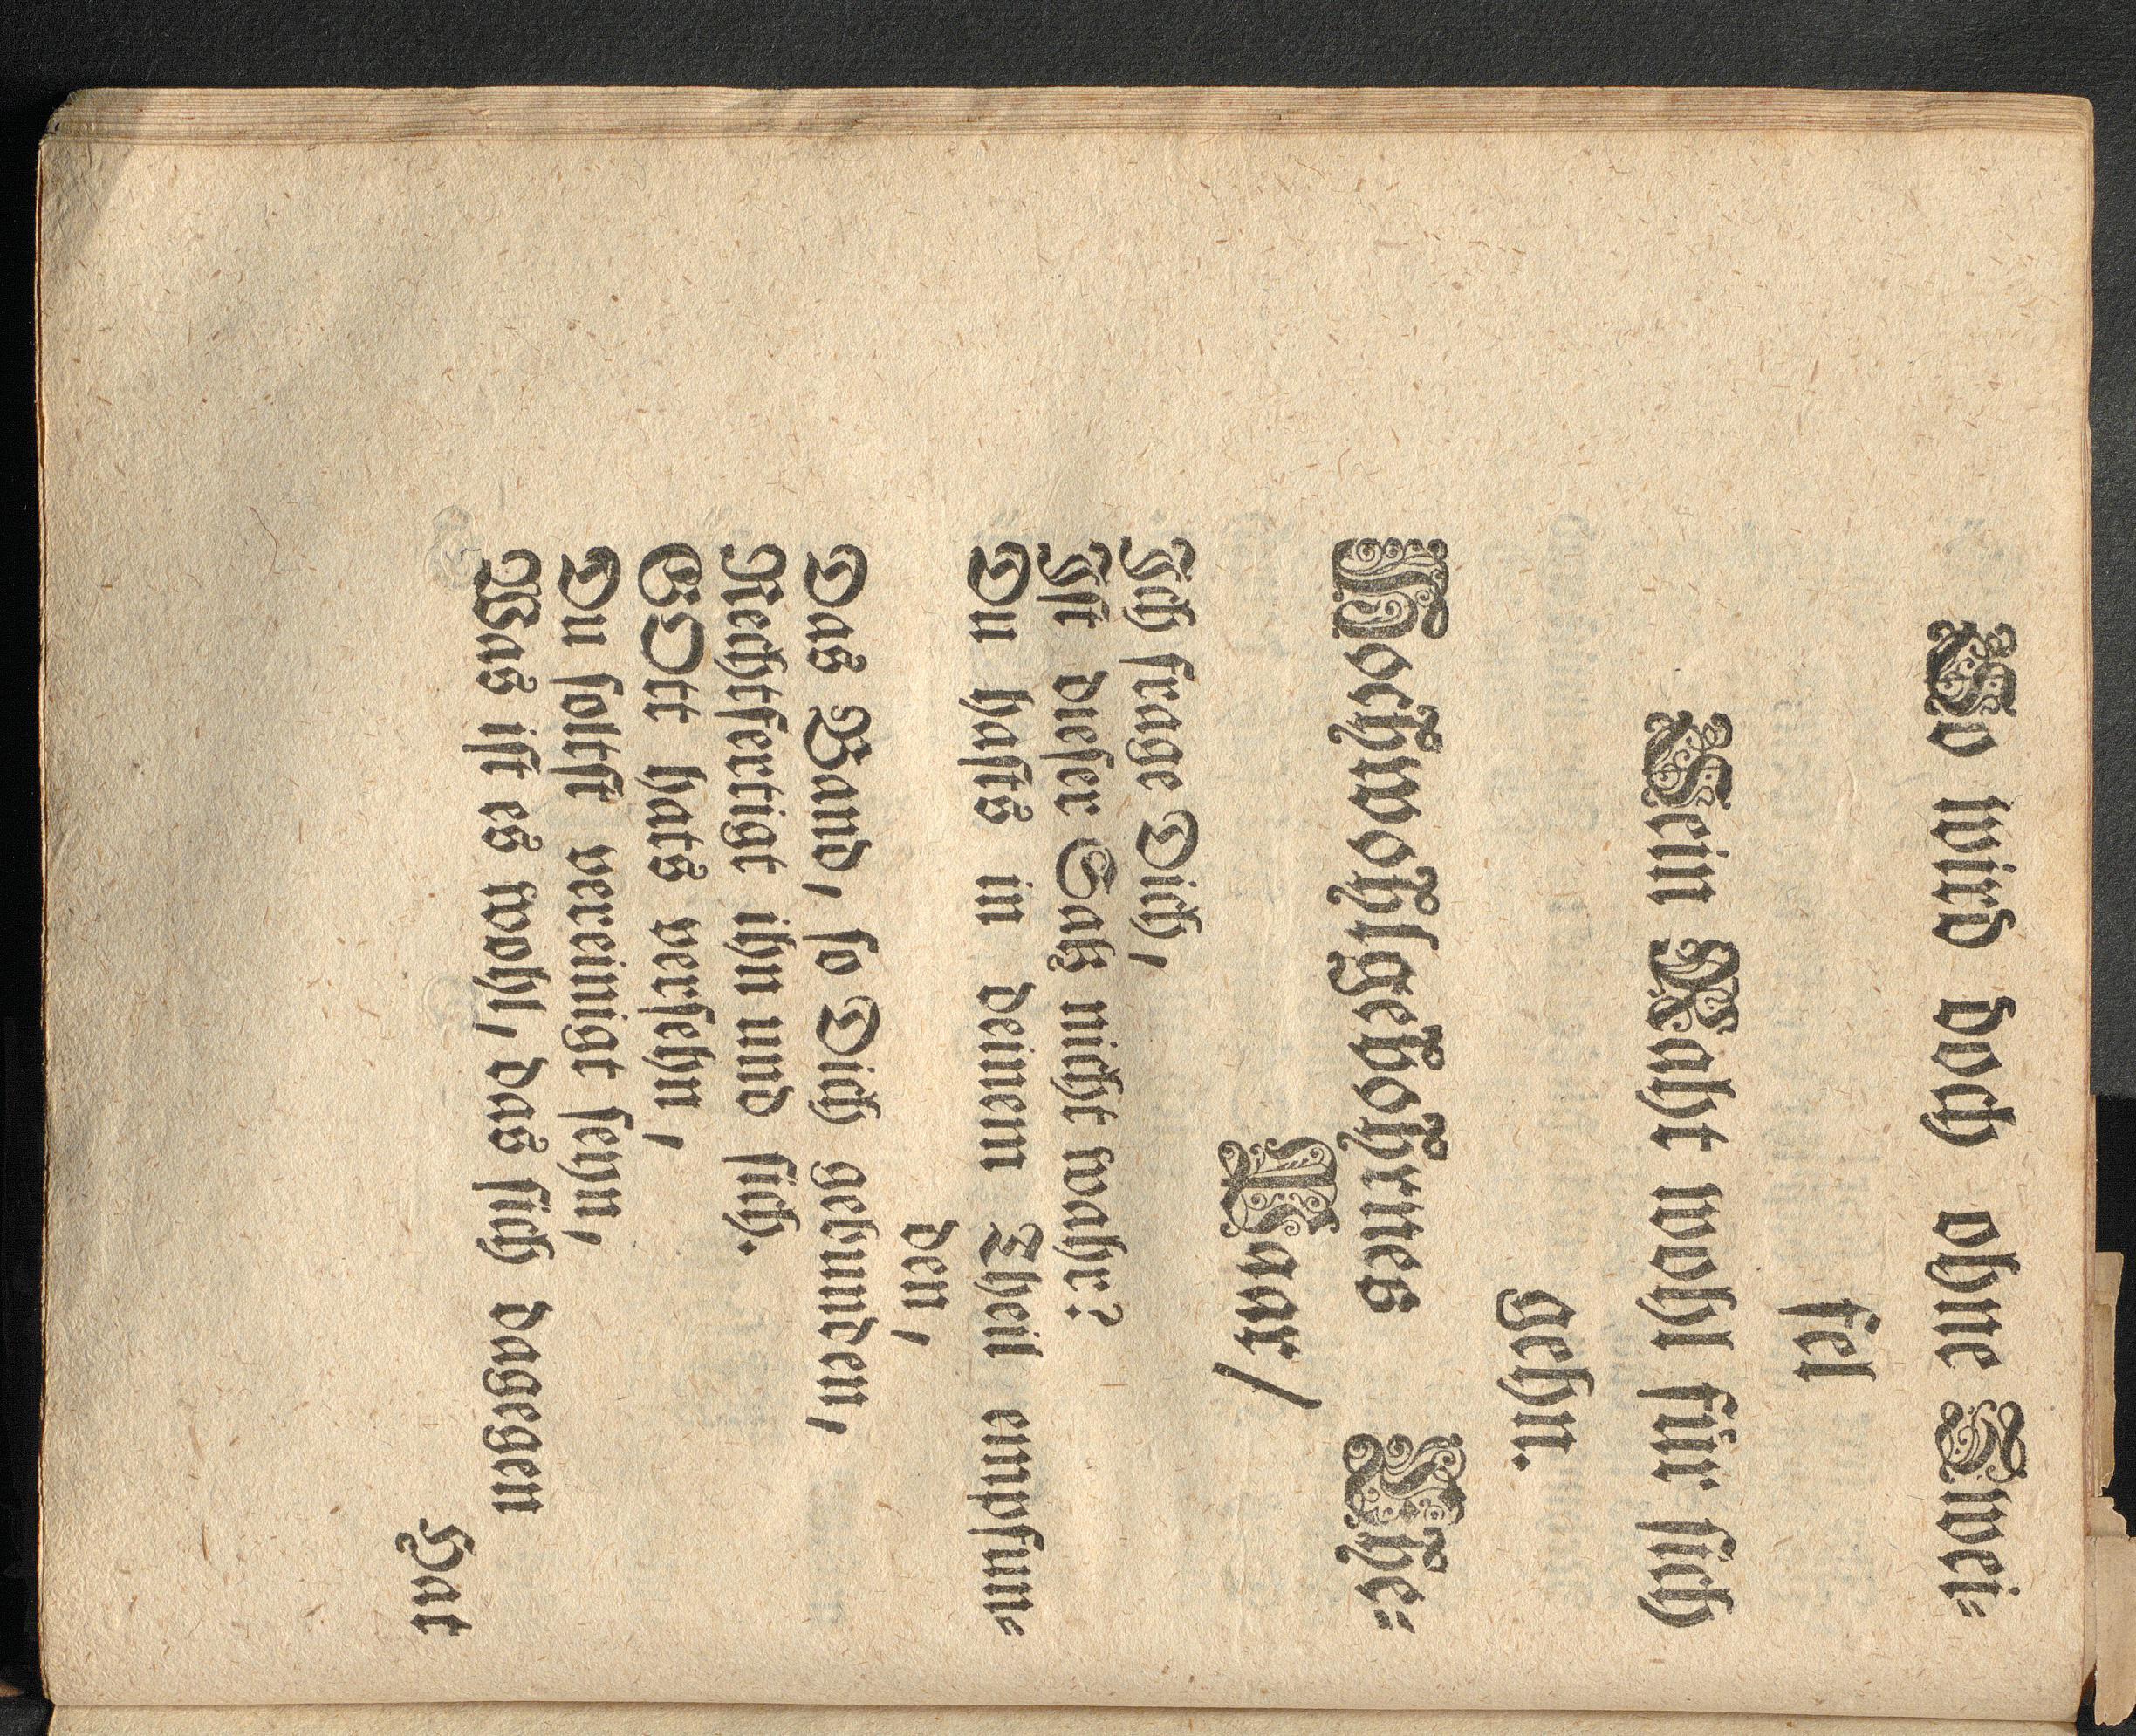 So wird doch ohne Zwei⸗
fel
Sein Raht wohl für sich
gehn.
Hochwohlgebohrnes Ehe⸗
Paar/
Ich frage Dich,
Ist dieser Satz nicht wahr?
Du hasts in deinem Theil empfun⸗
den,
Das Band, so Dich gebunden,
Rechtfertigt ihn und sich.
GOtt hats versehn,
Du soltst vereinigt seyn,
Was ist es wohl, das sich dagegen
Hat